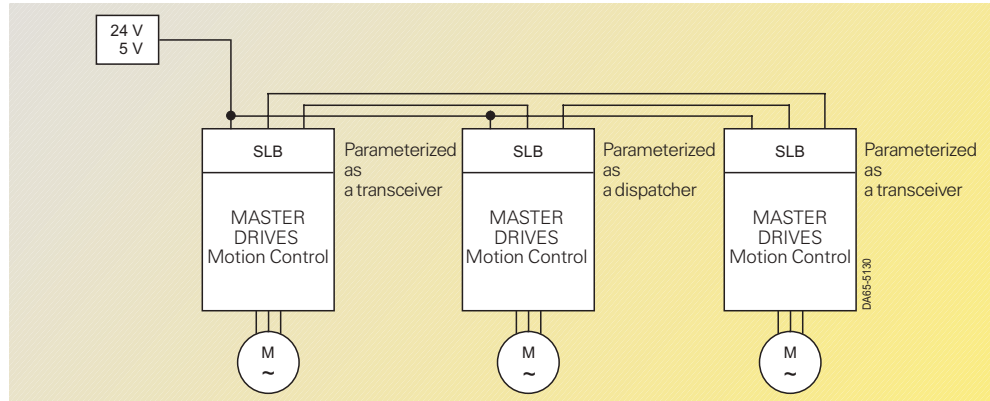 24 V
5 V
SLB
Parameterized
as
a transceiver
MASTER
DRIVES
Motion Control
M
~
SLB
Parameterized
as
a dispatcher
MASTER
DRIVES
Motion Control
M
~
SLB
Parameterized
as
a transceiver
MASTER
DRIVES
Motion Control
M
~
DA65-5130